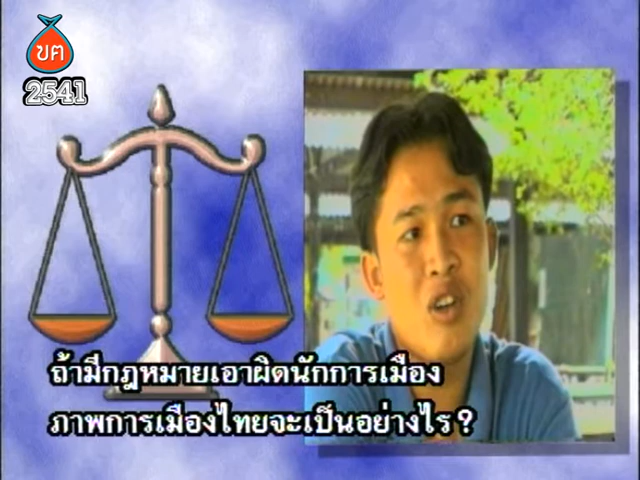 ขฅ
2541
ถ้ามีกฎหมายเอาผิดนักการเมือง
ภาพการเมืองไทยจะเป็นอย่างไร ?